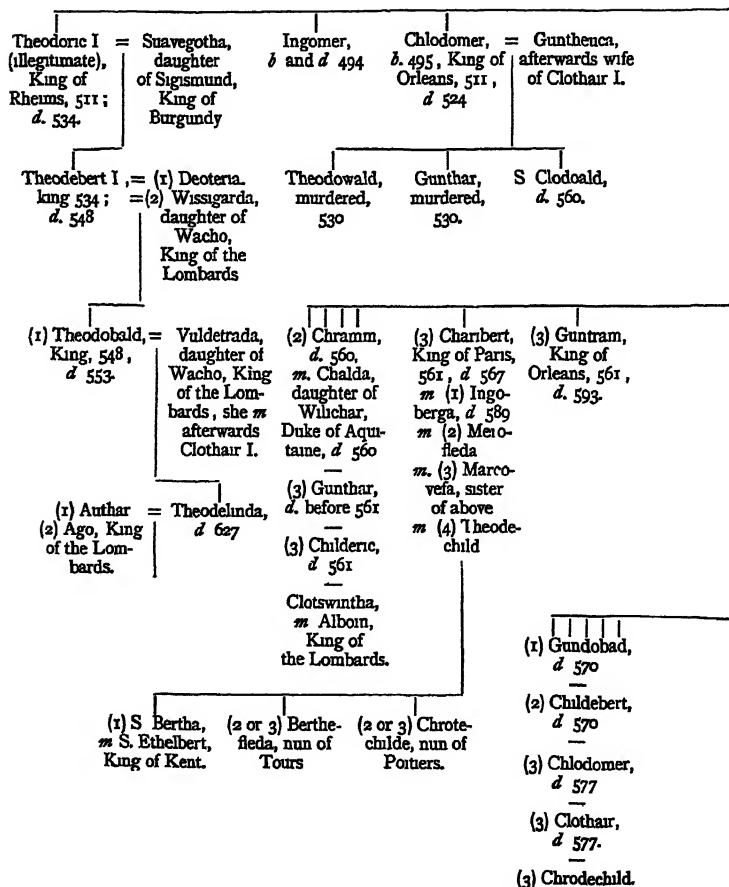 Theodoric I
(illegitimate),
King of
Rheims, 511;
d. 534.
=
Suavegotha,
daughter
of Sigismund,
King of
Burgundy
Ingomer,
b and d 494
Chlodomer,
b. 495, King of
Orleans, 511,
d 524
=
Guntheuca,
afterwards wife
of Clothair I.
Theodebert I,
king 534;
d. 548
= (1) Deoteria.
=(2) Wissigarda,
daughter of
Wacho,
King of the
Lombards
Theodowald,
murdered,
530
Gunthar,
murdered,
530.
S Clodoald,
d. 560.
(1) Theodobald,
King, 548,
d 553.
=
Vuldetrada,
daughter of
Wacho, King
of the Lom-
bards, she m
afterwards
Clothair I.
(2) Chramm,
d. 560,
m. Chalda,
daughter of
Wilichar,
Duke of Aqui-
taine, d 560
—
(3) Gunthar,
d. before 561
—
(3) Childeric,
d 561
—
Clotswintha,
m Alboin,
King of
the Lombards.
(3) Charibert,
King of Paris,
561, d 567
m (1) Ingo-
berga, d 589
m (2) Merofleda
m. (3) Marco-
vefa, sister
of above
m (4) Theode-
child
(3) Guntram,
King of
Orleans, 561,
d. 593.
(1) Authar
(2) Ago, King
of the Lom-
bards.
=
Theodelinda,
d 627
(1) S Bertha,
m S. Ethelbert,
King of Kent.
(2 or 3) Berthe-
fleda, nun of
Tours
(2 or 3) Chrote-
childe, nun of
Poitiers.
(1) Gundobad,
d 570
—
(2) Childebert,
d 570
—
(3) Chlodomer,
d 577
—
(3) Clothair,
d 577.
—
(3) Chrodechild.